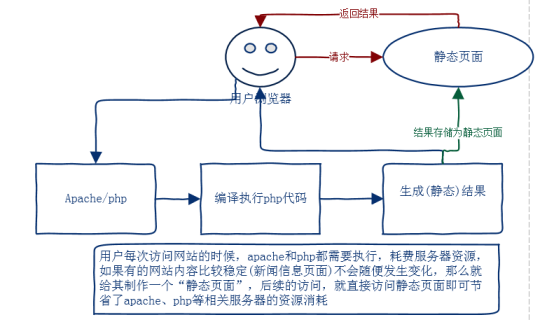 返回结果
请求
静态页面
用户浏览器
结果存储为静态页面
Apache/php
编译执行php代码
生成(静态)结果
用户每次访问网站的时候，apache和php都需要执行，耗费服务器资源，
如果有的网站内容比较稳定(新闻信息页面)不会随便发生变化，那么就
给其制作一个“静态页面”，后续的访问，就直接访问静态页面即可节
省了apache、php等相关服务器的资源消耗